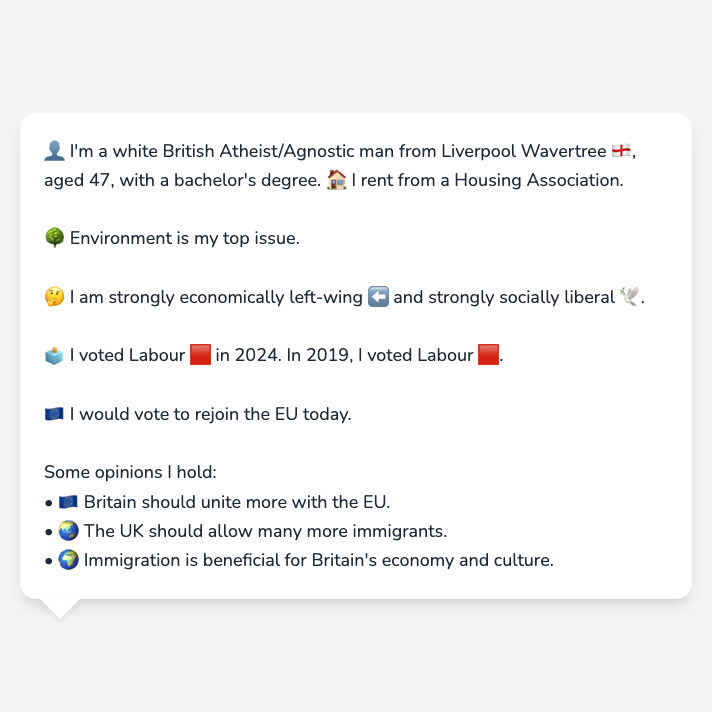 👤 I'm a white British Atheist/Agnostic man from Liverpool Wavertree 🏴󠁧󠁢󠁥󠁮󠁧󠁿,
aged 47, with a bachelor's degree. 🏠 I rent from a Housing Association.
🌳 Environment is my top issue.
🤔 I am strongly economically left-wing ⬅️ and strongly socially liberal 🕊️.
🗳️ I voted Labour 🟥 in 2024. In 2019, I voted Labour 🟥.
🇪🇺 I would vote to rejoin the EU today.
Some opinions I hold:
• 🇪🇺 Britain should unite more with the EU.
• 🌏 The UK should allow many more immigrants.
• 🌍 Immigration is beneficial for Britain's economy and culture.